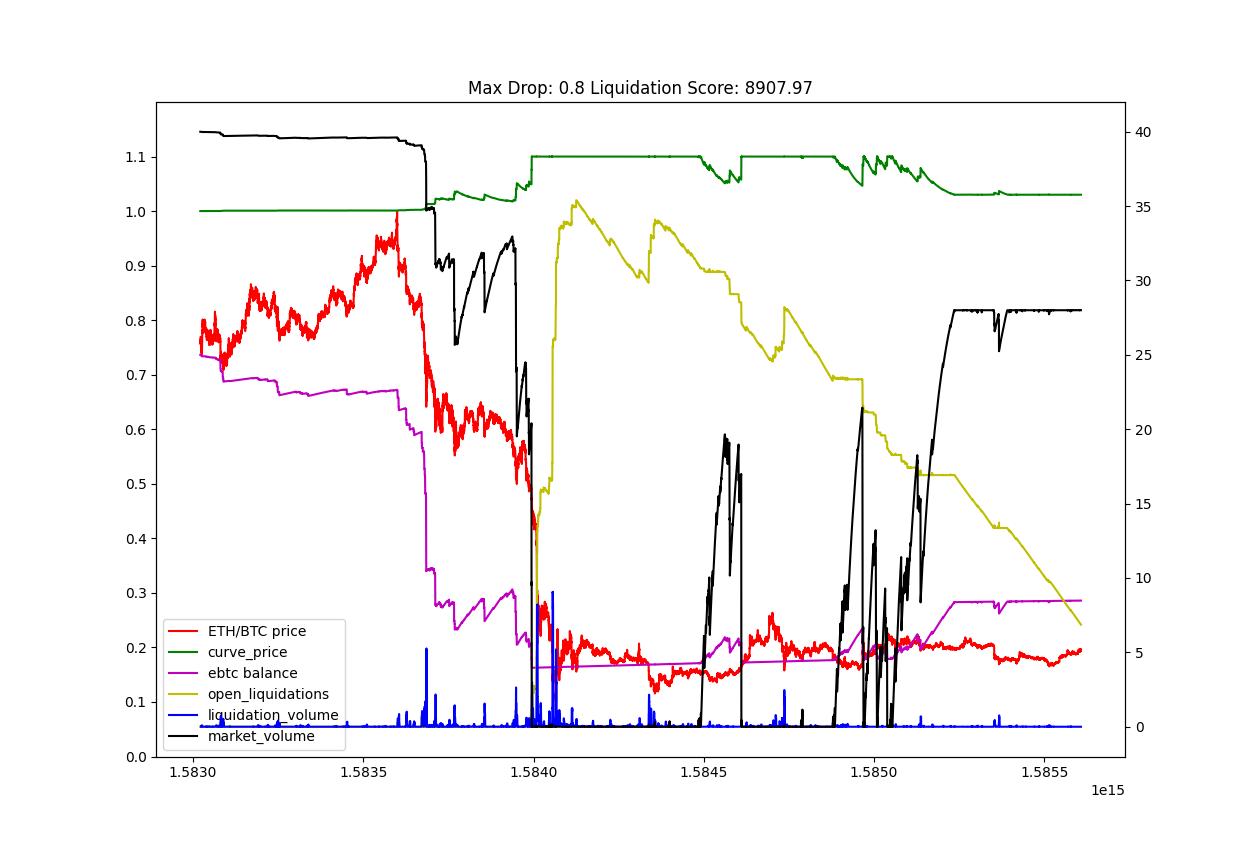 Max Drop: 0.8 Liquidation Score: 8907.97
1.1
1.0
0.9
0.8
0.7
0.6
0.5
0.4
0.3
0.2
0.1
0.0
40
35
30
25
20
15
10
5
0
ETH/BTC price
curve_price
ebtc balance
open_liquidations
liquidation_volume
market_volume
1.5830 1.5835 1.5840 1.5845 1.5850 1.5855
1e15